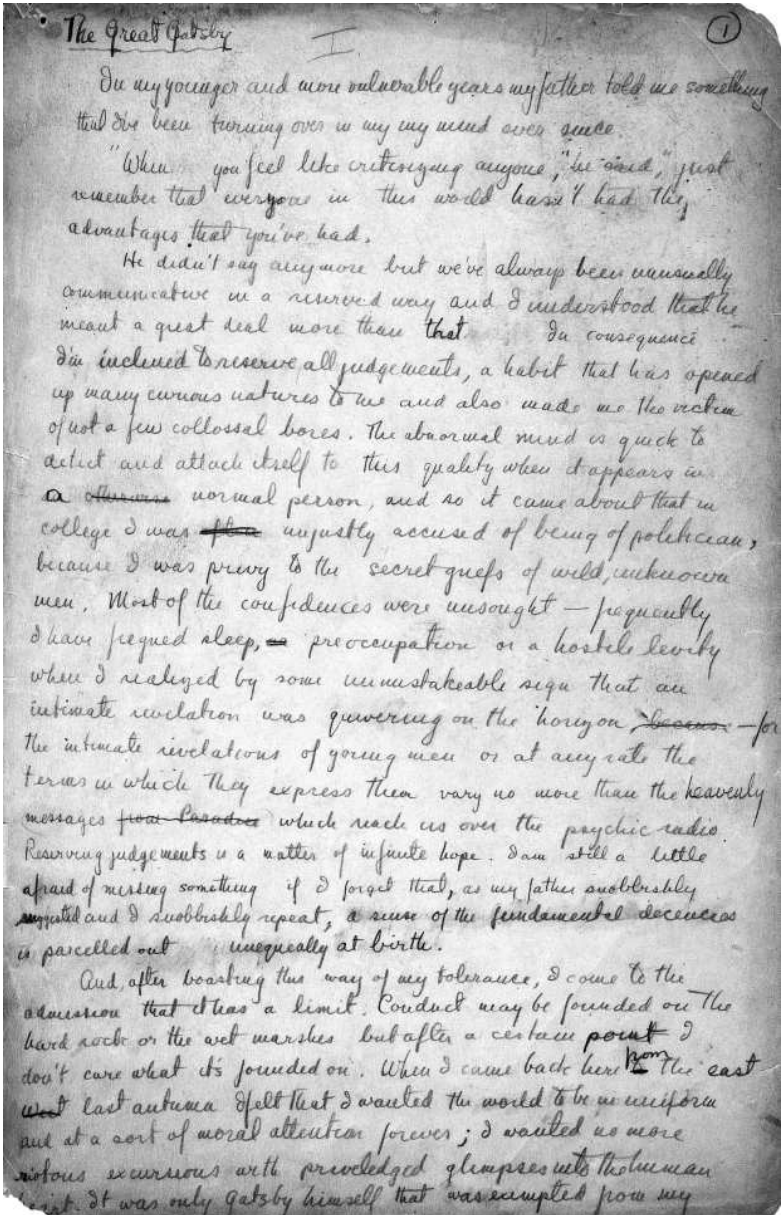 The Great Gatsby
I
1
In my younger and more vulnerable years my father told me something
that I've been turning over in my my mind ever since.
"When you feel like critisizing anyone," he said, "just
remember that everyone in this world hasn't had the
advantages that you've had.
He didn't say anymore but we've always been unusually
communicative in a reserved way and I understood that he
meant a great deal more than that In consequence
I'm inclined to reserve all judgements, a habit that has opened
up many curious natures to me and also made me the victim
of not a few collossal bores. The abnormal mind is quick to
detect and attach itself to this quality when it appears in
a otherwise normal person, and so it came about that in
college I was unjustly accused of being of politician,
because I was privy to the secret griefs of wild, unknown
men. Most of the confidences were unsought — frequently
I have fiegned sleep, preoccupation or a hostile levity
when I realized by some unmistakeable sign that an
intimate revelation was quivering on the horizon, because — for
the intimate revelations of young men or at any rate the
terms in which they express them vary no more than the heavenly
messages from Paradise which reach us over the psychic radio.
Reserving judgements is a matter of infinite hope. I am still a little
afraid of missing something if I forget that, as my father snobbishly
suggested and I snobbishly repeat, a sense of the fundamental decencies
is parcelled out unequally at birth.
And, after boasting this way of my tolerance, I come to the
admission that it has a limit. Conduct may be founded on the
hard rock or the wet marshes but after a certain point I
don't care what it's founded on. When I came back here from the east
west last autumn I felt that I wanted the world to be in uniform
and at a sort of moral attention forever; I wanted no more
riotous excursions with priviledged glimpses into the human
heart. It was only Gatsby himself that was exempted from my